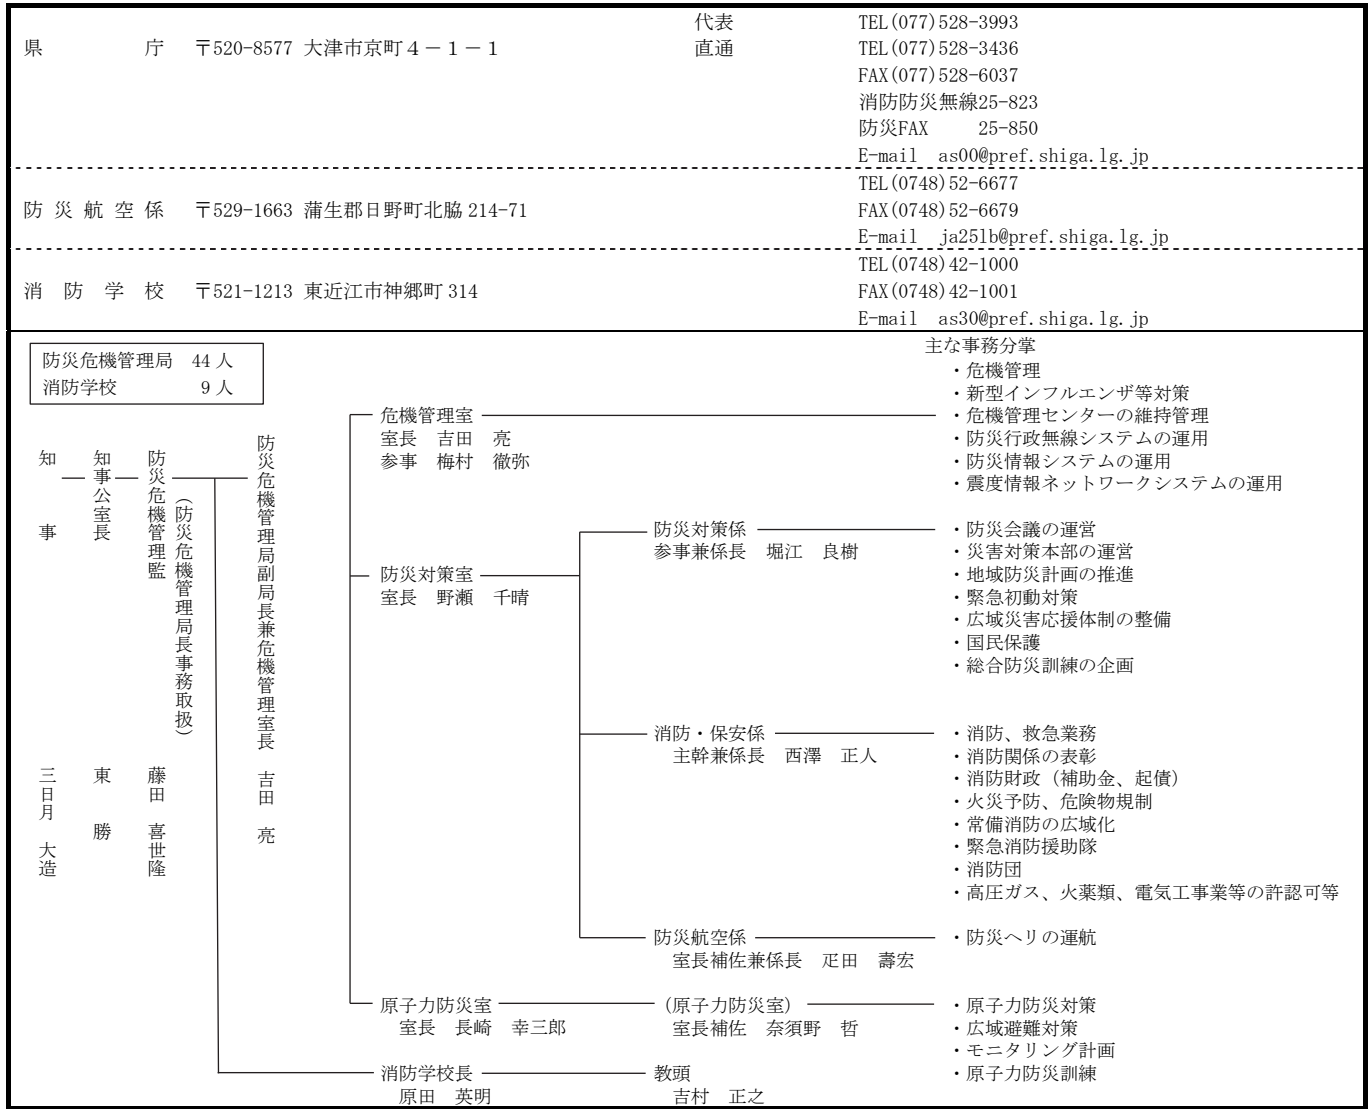 代表 TEL(077)528-3993
県 庁 〒520-8577 大津市京町４－１－１ 直通 TEL(077)528-3436
FAX(077)528-6037
消防防災無線25-823
防災FAX 25-850
E-mail as00@pref.shiga.lg.jp
TEL(0748)52-6677
防災航空係 〒529-1663 蒲生郡日野町北脇 214-71 FAX(0748)52-6679
E-mail ja25lb@pref.shiga.lg.jp
TEL(0748)42-1000
消防学校 〒521-1213 東近江市神郷町 314 FAX(0748)42-1001
E-mail as30@pref.shiga.lg.jp
防災危機管理局 44 人
消防学校 9 人
知事 三日月 大造
知事公室長 東 勝
防災危機管理監 藤田 喜世隆
（防災危機管理局長事務取扱）
防災危機管理局副局長兼危機管理室長 吉田 亮
危機管理室
室長 吉田 亮
参事 梅村 徹弥
防災対策室
室長 野瀬 千晴
防災対策係
参事兼係長 堀江 良樹
消防・保安係
主幹兼係長 西澤 正人
防災航空係
室長補佐兼係長 疋田 壽宏
原子力防災室
室長 長崎 幸三郎
(原子力防災室)
室長補佐 奈須野 哲
消防学校長
原田 英明
教頭
吉村 正之
主な事務分掌
・危機管理
・新型インフルエンザ等対策
・危機管理センターの維持管理
・防災行政無線システムの運用
・防災情報システムの運用
・震度情報ネットワークシステムの運用
・防災会議の運営
・災害対策本部の運営
・地域防災計画の推進
・緊急初動対策
・広域災害応援体制の整備
・国民保護
・総合防災訓練の企画
・消防、救急業務
・消防関係の表彰
・消防財政（補助金、起債）
・火災予防、危険物規制
・常備消防の広域化
・緊急消防援助隊
・消防団
・高圧ガス、火薬類、電気工事業等の許認可等
・防災ヘリの運航
・原子力防災対策
・広域避難対策
・モニタリング計画
・原子力防災訓練